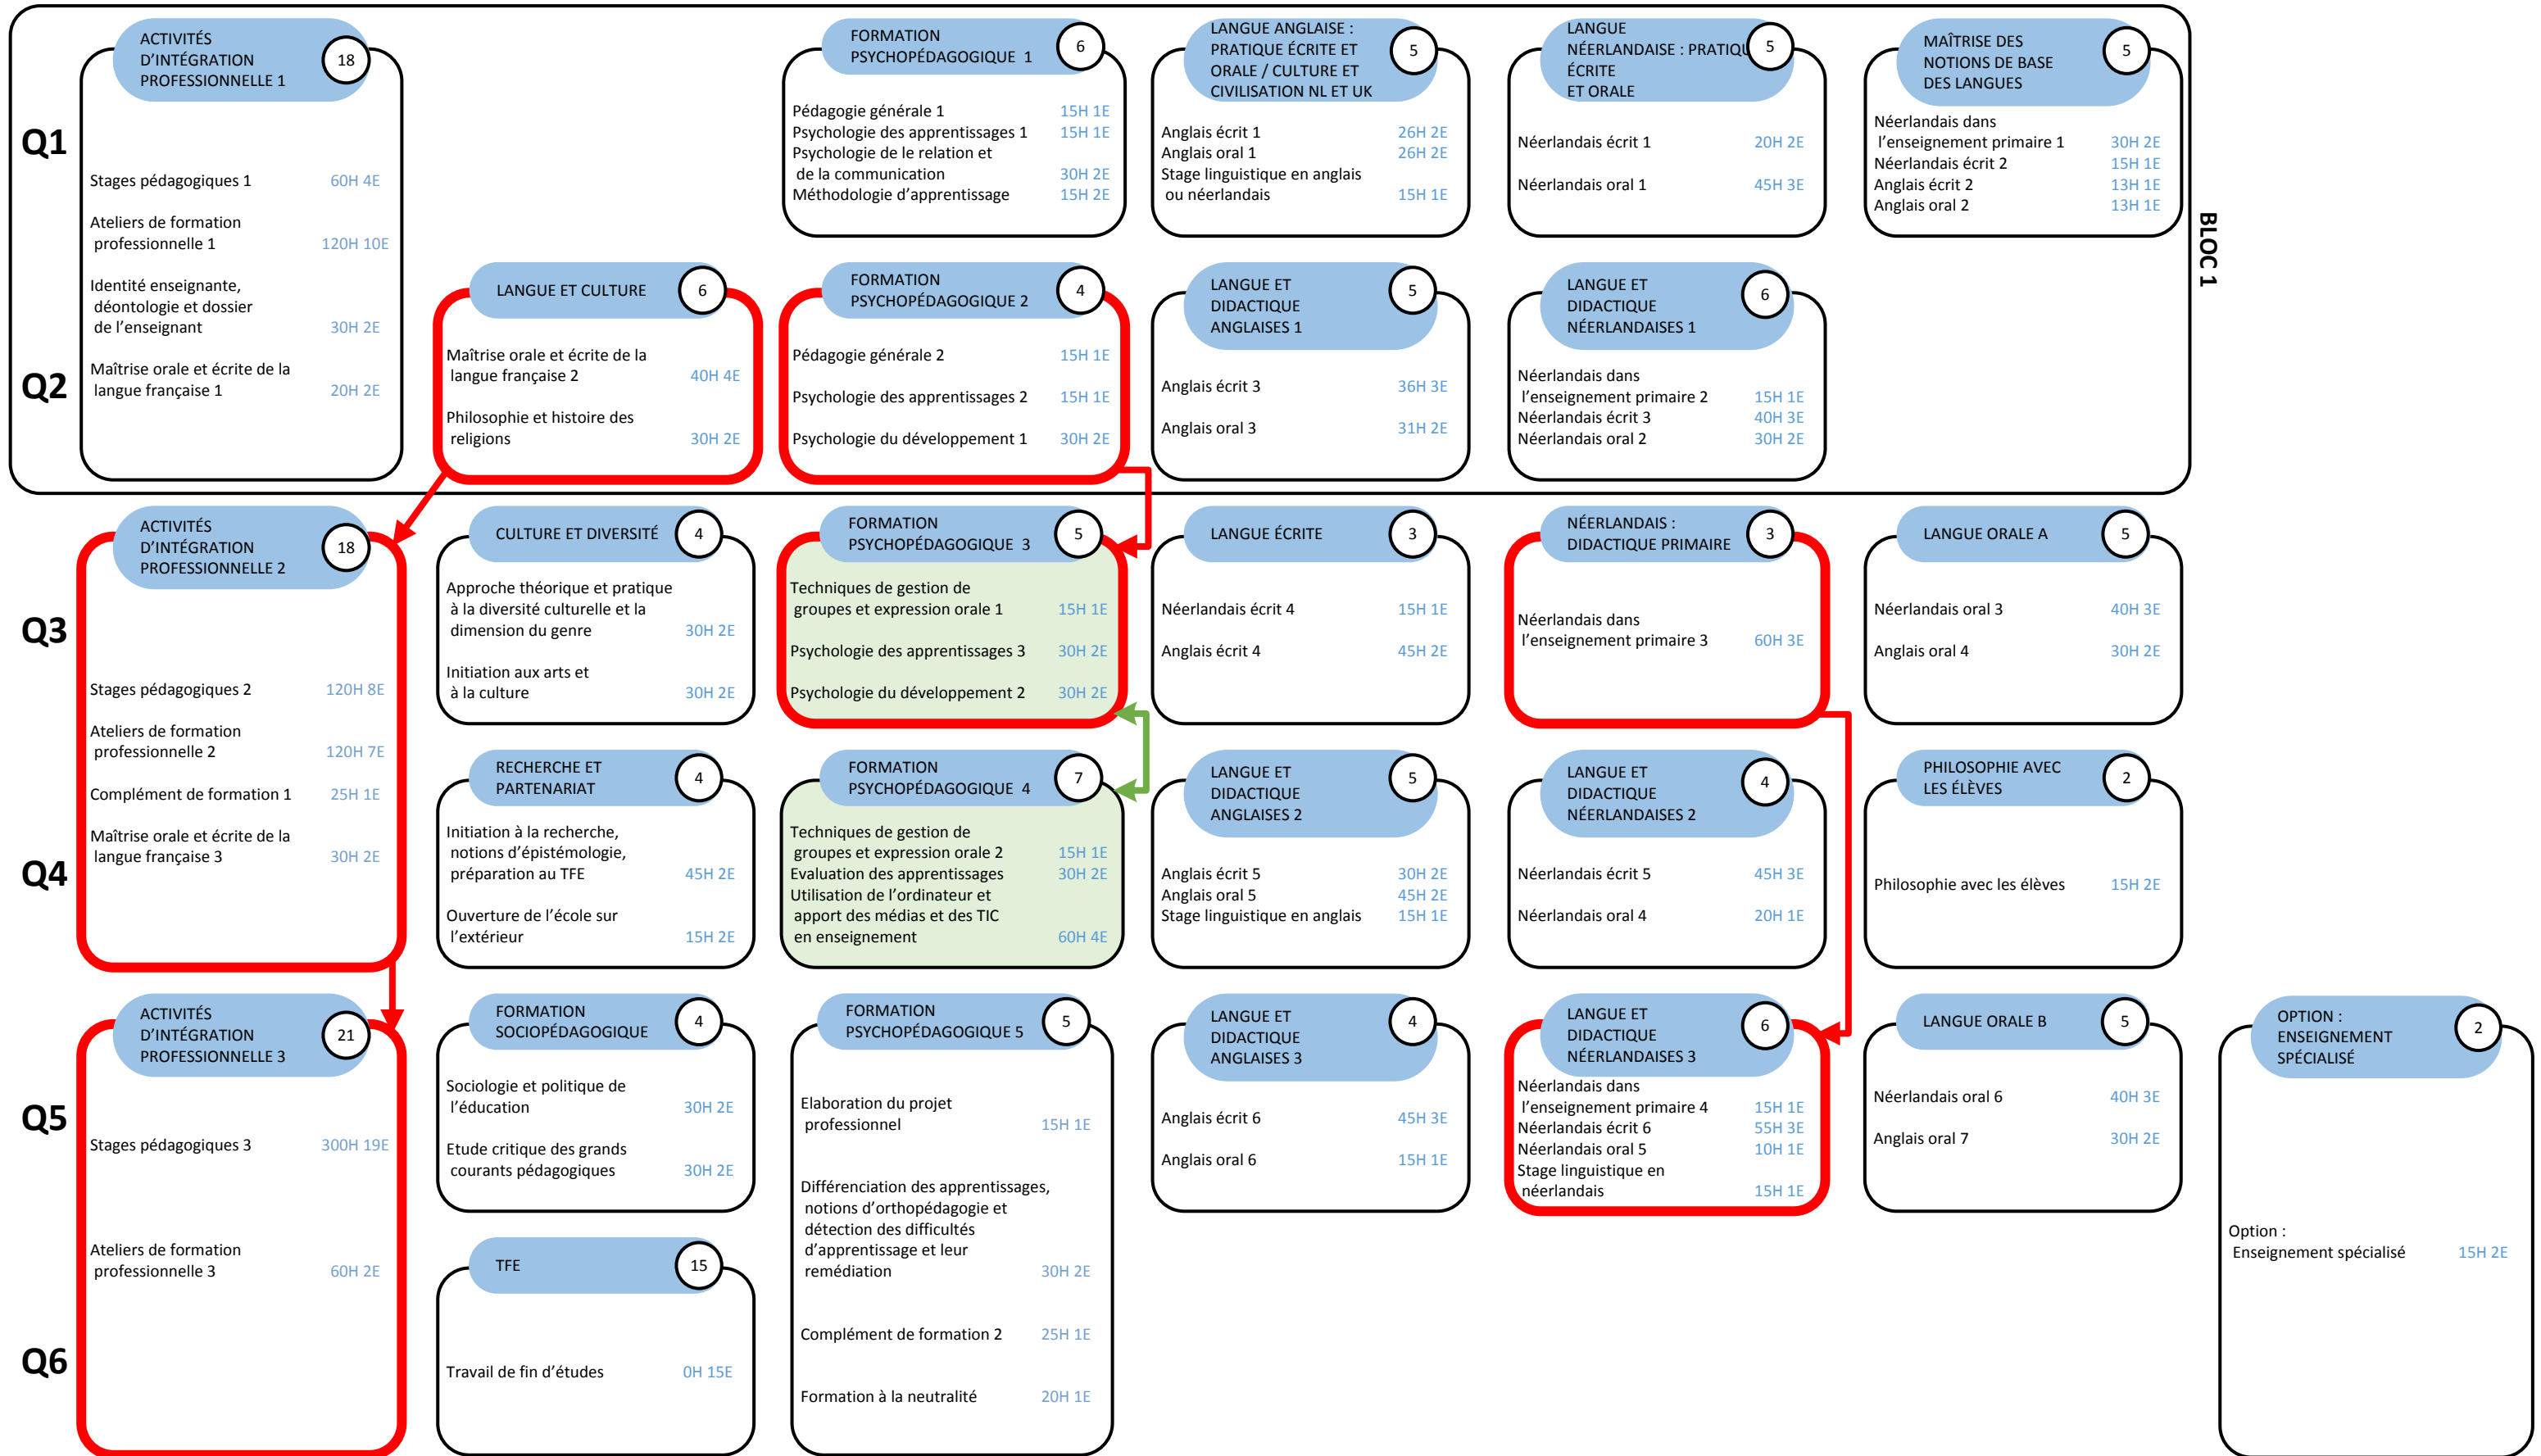 Q1
Q2
Q3
Q4
Q5
Q6
BLOC 1
ACTIVITÉS
D’INTÉGRATION
PROFESSIONNELLE 1
18
Stages pédagogiques 1 60H 4E
Ateliers de formation
professionnelle 1 120H 10E
Identité enseignante,
déontologie et dossier
de l’enseignant 30H 2E
Maîtrise orale et écrite de la
langue française 1 20H 2E
FORMATION
PSYCHOPÉDAGOGIQUE 1
6
Pédagogie générale 1 15H 1E
Psychologie des apprentissages 1 15H 1E
Psychologie de le relation et
de la communication 30H 2E
Méthodologie d’apprentissage 15H 2E
LANGUE ANGLAISE :
PRATIQUE ÉCRITE ET
ORALE / CULTURE ET
CIVILISATION NL ET UK
5
Anglais écrit 1 26H 2E
Anglais oral 1 26H 2E
Stage linguistique en anglais
ou néerlandais 15H 1E
LANGUE
NÉERLANDAISE : PRATIQU
ÉCRITE
ET ORALE
5
Néerlandais écrit 1 20H 2E
Néerlandais oral 1 45H 3E
MAÎTRISE DES
NOTIONS DE BASE
DES LANGUES
5
Néerlandais dans
l’enseignement primaire 1 30H 2E
Néerlandais écrit 2 15H 1E
Anglais écrit 2 13H 1E
Anglais oral 2 13H 1E
LANGUE ET CULTURE
6
Maîtrise orale et écrite de la
langue française 2 40H 4E
Philosophie et histoire des
religions 30H 2E
FORMATION
PSYCHOPÉDAGOGIQUE 2
4
Pédagogie générale 2 15H 1E
Psychologie des apprentissages 2 15H 1E
Psychologie du développement 1 30H 2E
LANGUE ET
DIDACTIQUE
ANGLAISES 1
5
Anglais écrit 3 36H 3E
Anglais oral 3 31H 2E
LANGUE ET
DIDACTIQUE
NÉERLANDAISES 1
6
Néerlandais dans
l’enseignement primaire 2 15H 1E
Néerlandais écrit 3 40H 3E
Néerlandais oral 2 30H 2E
ACTIVITÉS
D’INTÉGRATION
PROFESSIONNELLE 2
18
Stages pédagogiques 2 120H 8E
Ateliers de formation
professionnelle 2 120H 7E
Complément de formation 1 25H 1E
Maîtrise orale et écrite de la
langue française 3 30H 2E
CULTURE ET DIVERSITÉ
4
Approche théorique et pratique
à la diversité culturelle et la
dimension du genre 30H 2E
Initiation aux arts et
à la culture 30H 2E
FORMATION
PSYCHOPÉDAGOGIQUE 3
5
Techniques de gestion de
groupes et expression orale 1 15H 1E
Psychologie des apprentissages 3 30H 2E
Psychologie du développement 2 30H 2E
LANGUE ÉCRITE
3
Néerlandais écrit 4 15H 1E
Anglais écrit 4 45H 2E
NÉERLANDAIS :
DIDACTIQUE PRIMAIRE
3
Néerlandais dans
l’enseignement primaire 3 60H 3E
LANGUE ORALE A
5
Néerlandais oral 3 40H 3E
Anglais oral 4 30H 2E
RECHERCHE ET
PARTENARIAT
4
Initiation à la recherche,
notions d’épistémologie,
préparation au TFE 45H 2E
Ouverture de l’école sur
l’extérieur 15H 2E
FORMATION
PSYCHOPÉDAGOGIQUE 4
7
Techniques de gestion de
groupes et expression orale 2 15H 1E
Evaluation des apprentissages 30H 2E
Utilisation de l’ordinateur et
apport des médias et des TIC
en enseignement 60H 4E
LANGUE ET
DIDACTIQUE
ANGLAISES 2
5
Anglais écrit 5 30H 2E
Anglais oral 5 45H 2E
Stage linguistique en anglais 15H 1E
LANGUE ET
DIDACTIQUE
NÉERLANDAISES 2
4
Néerlandais écrit 5 45H 3E
Néerlandais oral 4 20H 1E
PHILOSOPHIE AVEC
LES ÉLÈVES
2
Philosophie avec les élèves 15H 2E
ACTIVITÉS
D’INTÉGRATION
PROFESSIONNELLE 3
21
Stages pédagogiques 3 300H 19E
Ateliers de formation
professionnelle 3 60H 2E
FORMATION
SOCIOPÉDAGOGIQUE
4
Sociologie et politique de
l’éducation 30H 2E
Etude critique des grands
courants pédagogiques 30H 2E
FORMATION
PSYCHOPÉDAGOGIQUE 5
5
Elaboration du projet
professionnel 15H 1E
Différenciation des apprentissages,
notions d’orthopédagogie et
détection des difficultés
d’apprentissage et leur
remédiation 30H 2E
Complément de formation 2 25H 1E
Formation à la neutralité 20H 1E
LANGUE ET
DIDACTIQUE
ANGLAISES 3
4
Anglais écrit 6 45H 3E
Anglais oral 6 15H 1E
LANGUE ET
DIDACTIQUE
NÉERLANDAISES 3
6
Néerlandais dans
l’enseignement primaire 4 15H 1E
Néerlandais écrit 6 55H 3E
Néerlandais oral 5 10H 1E
Stage linguistique en
néerlandais 15H 1E
LANGUE ORALE B
5
Néerlandais oral 6 40H 3E
Anglais oral 7 30H 2E
OPTION :
ENSEIGNEMENT
SPÉCIALISÉ
2
Option :
Enseignement spécialisé 15H 2E
TFE
15
Travail de fin d’études 0H 15E